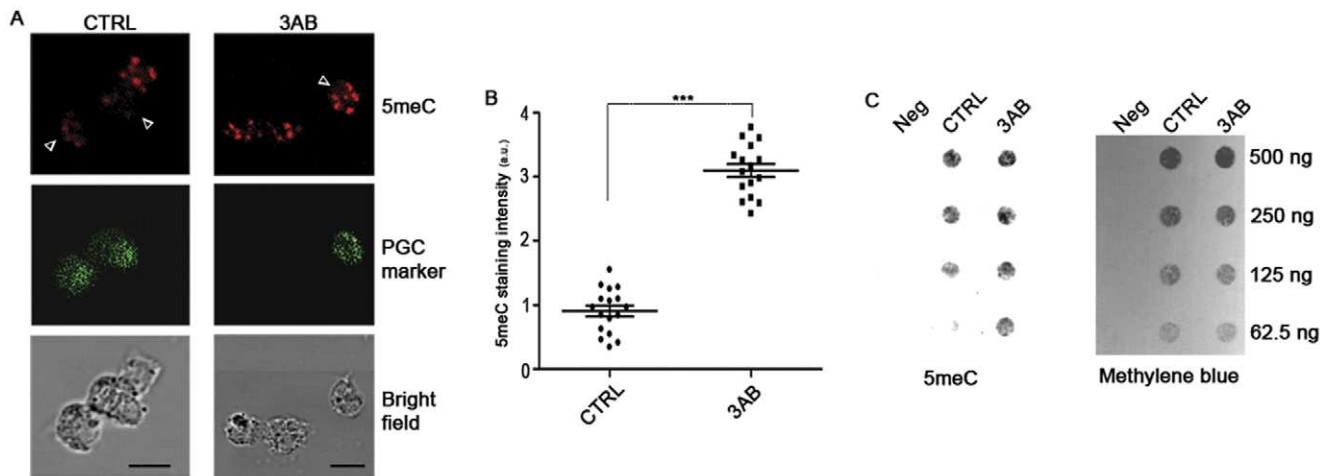 A
CTRL
3AB
5meC
PGC
marker
Bright
field
B
***
5meC staining intensity (a.u.)
4
3
2
1
0
CTRL
3AB
C
Neg
CTRL
3AB
5meC
Neg
CTRL
3AB
500 ng
250 ng
125 ng
62.5 ng
Methylene blue